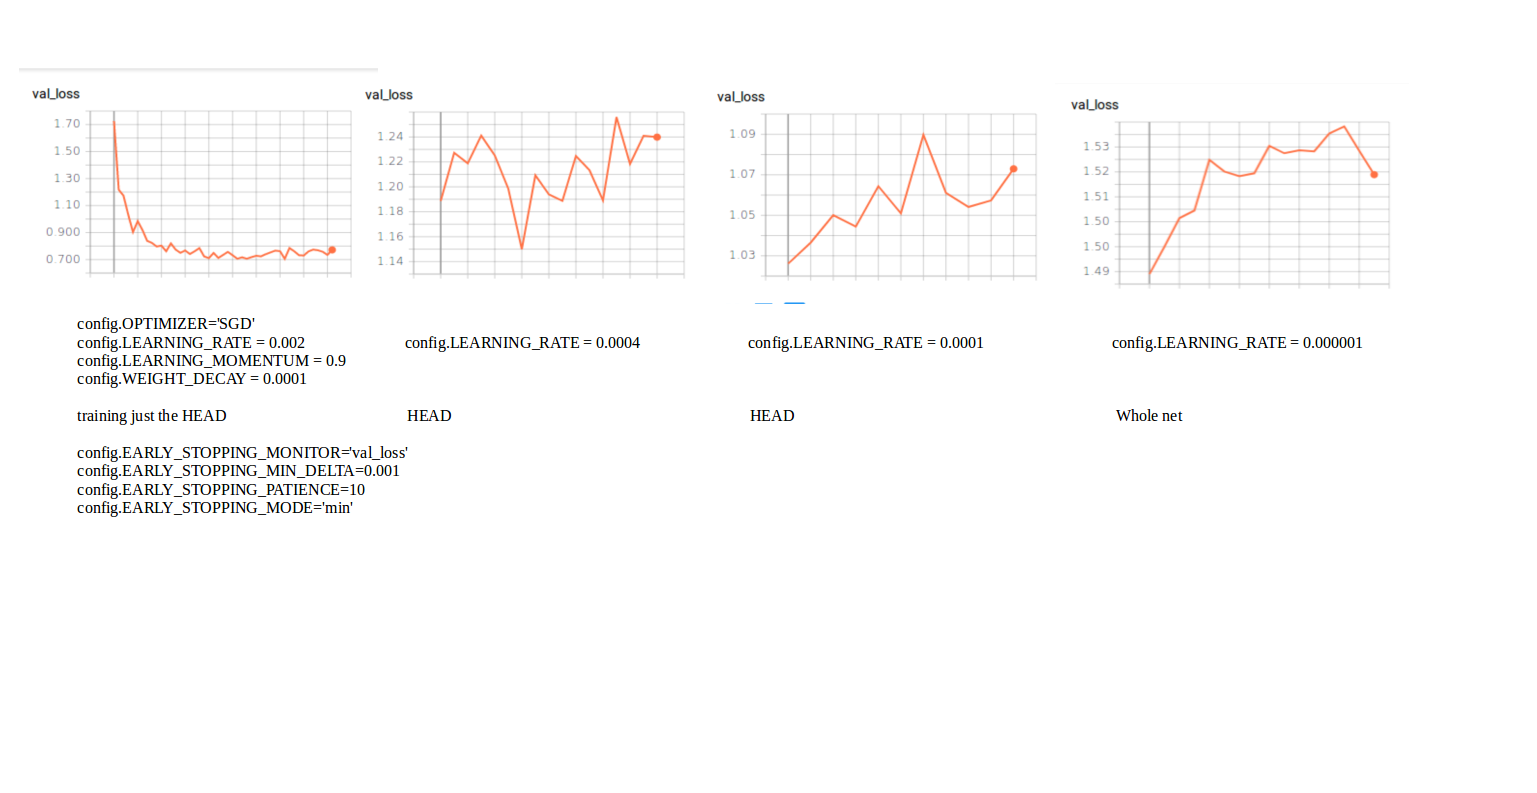 val_loss
1.70
1.50
1.30
1.10
0 900
0 700
val_loss
1.24
1.22
1.20
1.18
1.16
1.14
val_loss
1.09
1.07
1.05
1.03
val_loss
1.53
1.52
1.51
1.50
1.50
1.49
config.OPTIMIZER='SGD'
config.LEARNING_RATE = 0.002
config.LEARNING_MOMENTUM = 0.9
config.WEIGHT_DECAY = 0.0001
training just the HEAD
config.EARLY_STOPPING_MONITOR='val_loss'
config.EARLY_STOPPING_MIN_DELTA=0.001
config.EARLY_STOPPING_PATIENCE=10
config.EARLY_STOPPING_MODE='min'
config.LEARNING_RATE = 0.0004
HEAD
config.LEARNING_RATE = 0.0001
HEAD
config.LEARNING_RATE = 0.000001
Whole net